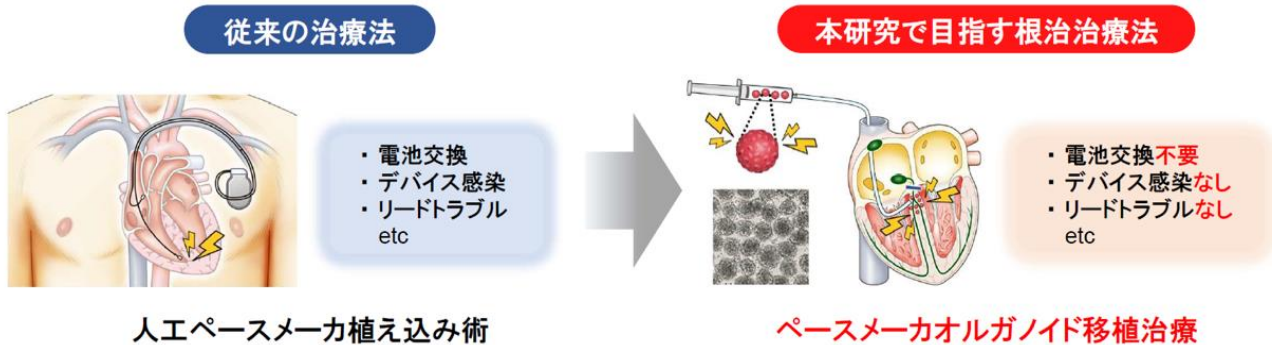 従来の治療法
・ 電池交換
・ デバイス感染
・ リードトラブル
etc
人工ペースメーカ植え込み術
本研究で目指す根治治療法
・ 電池交換不要
・ デバイス感染なし
・ リードトラブルなし
etc
ペースメーカオルガノイド移植治療